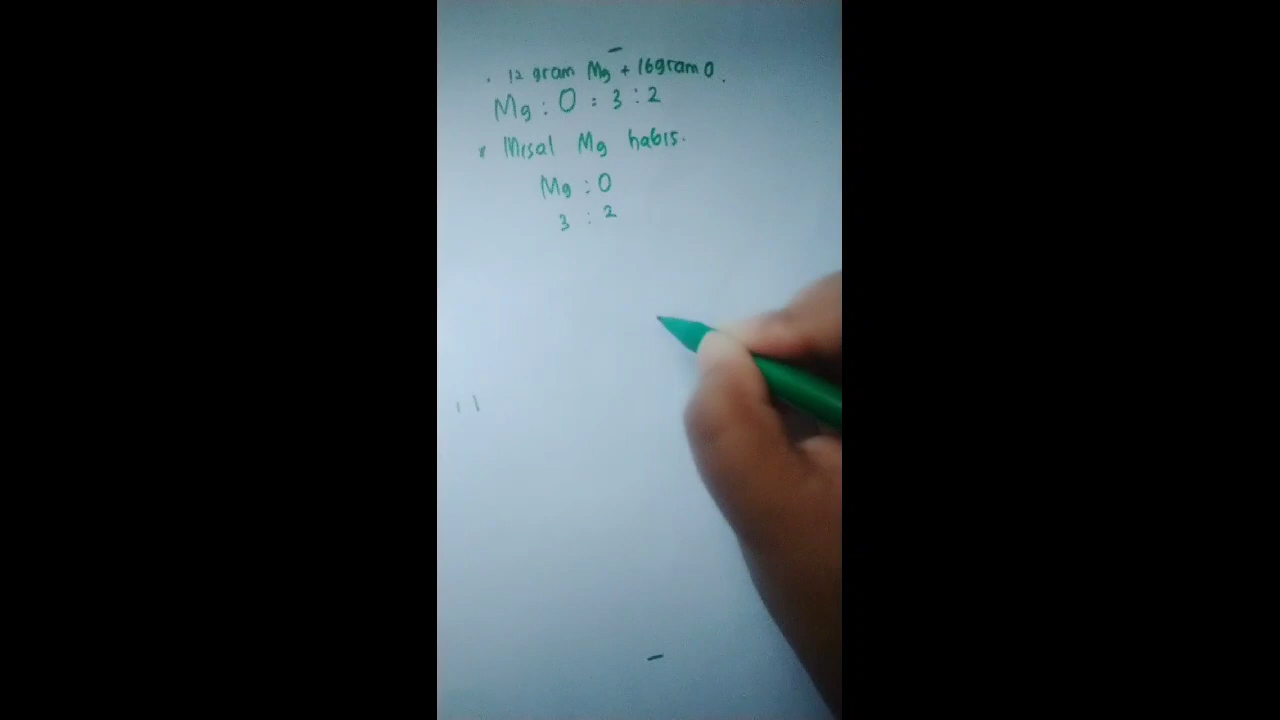 . 12 gram Mg + 16gram O.
Mg : O = 3 : 2
Misal Mg habis.
Mg : O
3 : 2